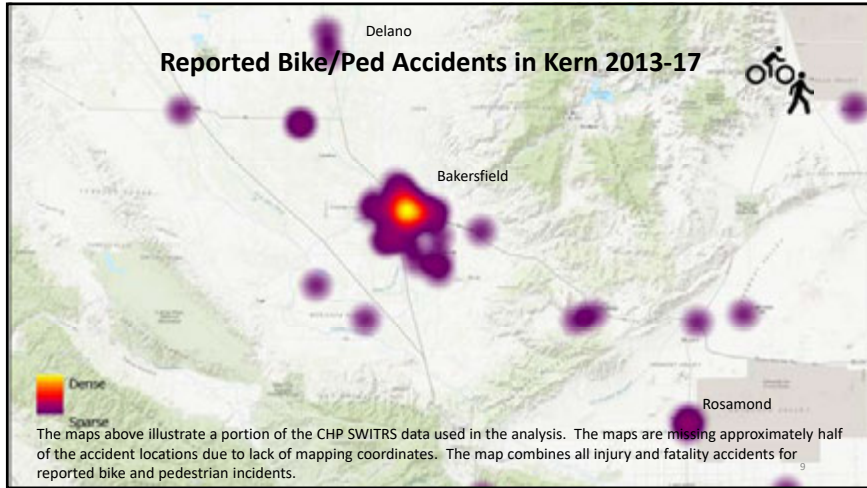 Delano
Reported Bike/Ped Accidents in Kern 2013-17
Bakersfield
Rosamond
Dense
Sparse
The maps above illustrate a portion of the CHP SWITRS data used in the analysis.  The maps are missing approximately half
of the accident locations due to lack of mapping coordinates.  The map combines all injury and fatality accidents for
reported bike and pedestrian incidents.
9